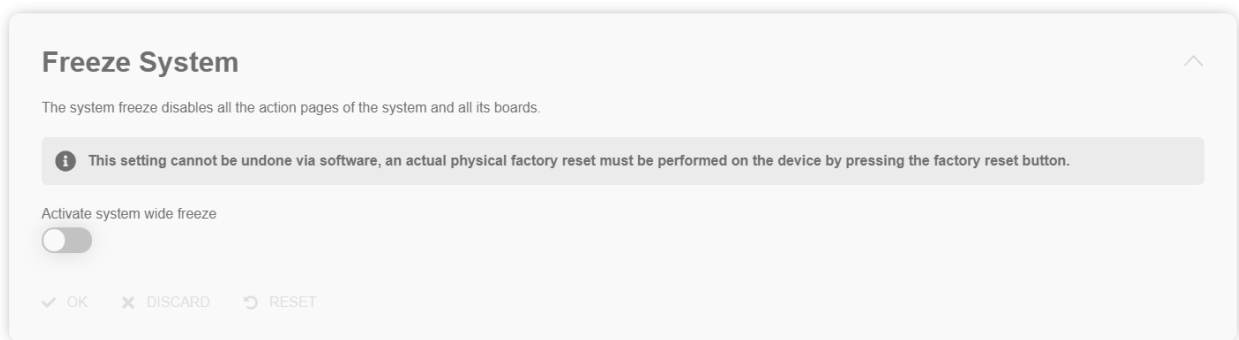 Freeze System
The system freeze disables all the action pages of the system and all its boards.
This setting cannot be undone via software, an actual physical factory reset must be performed on the device by pressing the factory reset button.
Activate system wide freeze
OK DISCARD RESET